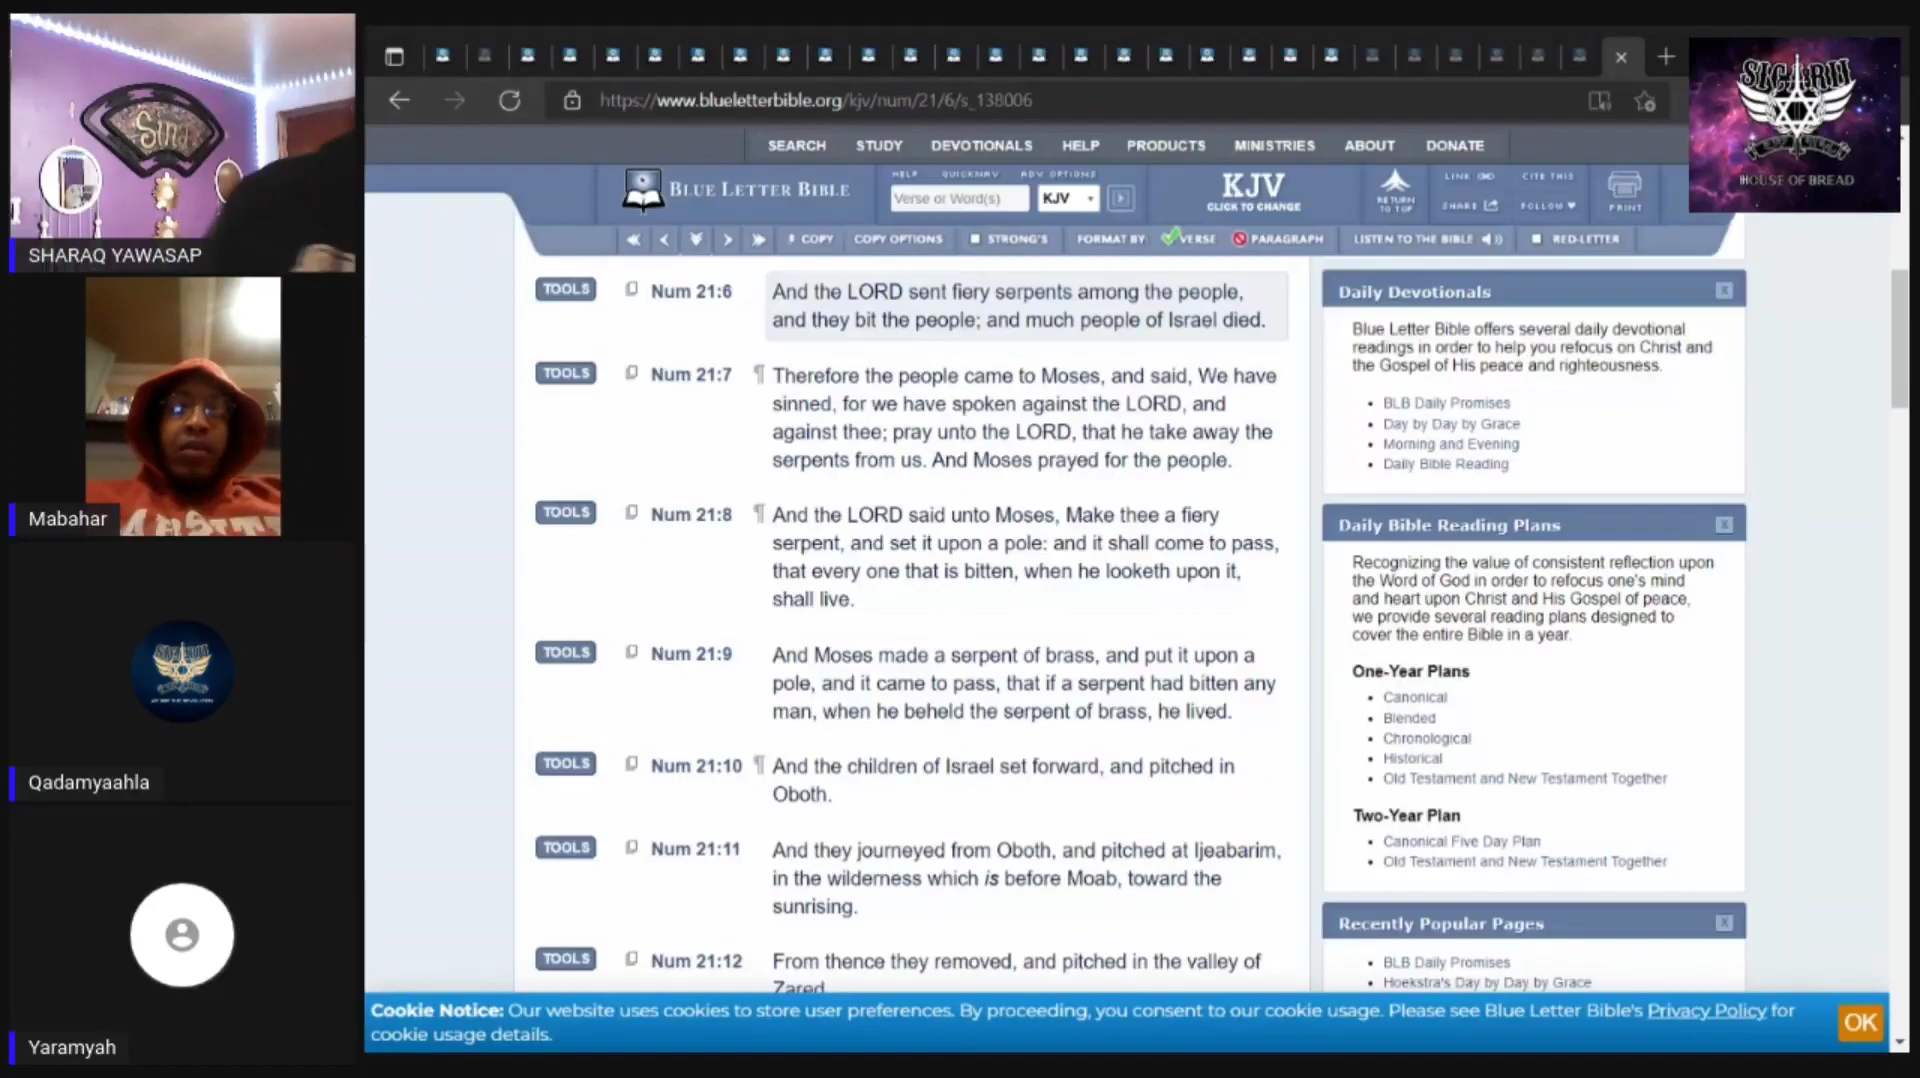 SHARAQ YAWASAP
Mabahar
Qadamyaahla
Yaramyah
https://www.blueletterbible.org/kjv/num/21/6/s_138006
SICARII
HOUSE OF BREAD
SEARCH STUDY DEVOTIONALS HELP PRODUCTS MINISTRIES ABOUT DONATE
BLUE LETTER BIBLE
HELP QUICKNAV ADV OPTIONS
Verse or Word(s) KJV
KJV
CLICK TO CHANGE
RETURN
TO TOP
LINK CITE THIS
SHARE FOLLOW
PRINT
COPY COPY OPTIONS STRONG'S FORMAT BY VERSE PARAGRAPH LISTEN TO THE BIBLE RED-LETTER
TOOLS Num 21:6 And the LORD sent fiery serpents among the people,
and they bit the people; and much people of Israel died.
TOOLS Num 21:7 ¶ Therefore the people came to Moses, and said, We have
sinned, for we have spoken against the LORD, and
against thee; pray unto the LORD, that he take away the
serpents from us. And Moses prayed for the people.
TOOLS Num 21:8 ¶ And the LORD said unto Moses, Make thee a fiery
serpent, and set it upon a pole: and it shall come to pass,
that every one that is bitten, when he looketh upon it,
shall live.
TOOLS Num 21:9 And Moses made a serpent of brass, and put it upon a
pole, and it came to pass, that if a serpent had bitten any
man, when he beheld the serpent of brass, he lived.
TOOLS Num 21:10 ¶ And the children of Israel set forward, and pitched in
Oboth.
TOOLS Num 21:11 And they journeyed from Oboth, and pitched at Ijeabarim,
in the wilderness which is before Moab, toward the
sunrising.
TOOLS Num 21:12 From thence they removed, and pitched in the valley of
Zared.
Daily Devotionals
Blue Letter Bible offers several daily devotional
readings in order to help you refocus on Christ and
the Gospel of His peace and righteousness.
• BLB Daily Promises
• Day by Day by Grace
• Morning and Evening
• Daily Bible Reading
Daily Bible Reading Plans
Recognizing the value of consistent reflection upon
the Word of God in order to refocus one's mind
and heart upon Christ and His Gospel of peace,
we provide several reading plans designed to
cover the entire Bible in a year.
One-Year Plans
• Canonical
• Blended
• Chronological
• Historical
• Old Testament and New Testament Together
Two-Year Plan
• Canonical Five Day Plan
• Old Testament and New Testament Together
Recently Popular Pages
• BLB Daily Promises
• Hoekstra's Day by Day by Grace
Cookie Notice: Our website uses cookies to store user preferences. By proceeding, you consent to our cookie usage. Please see Blue Letter Bible's Privacy Policy for
cookie usage details.
OK